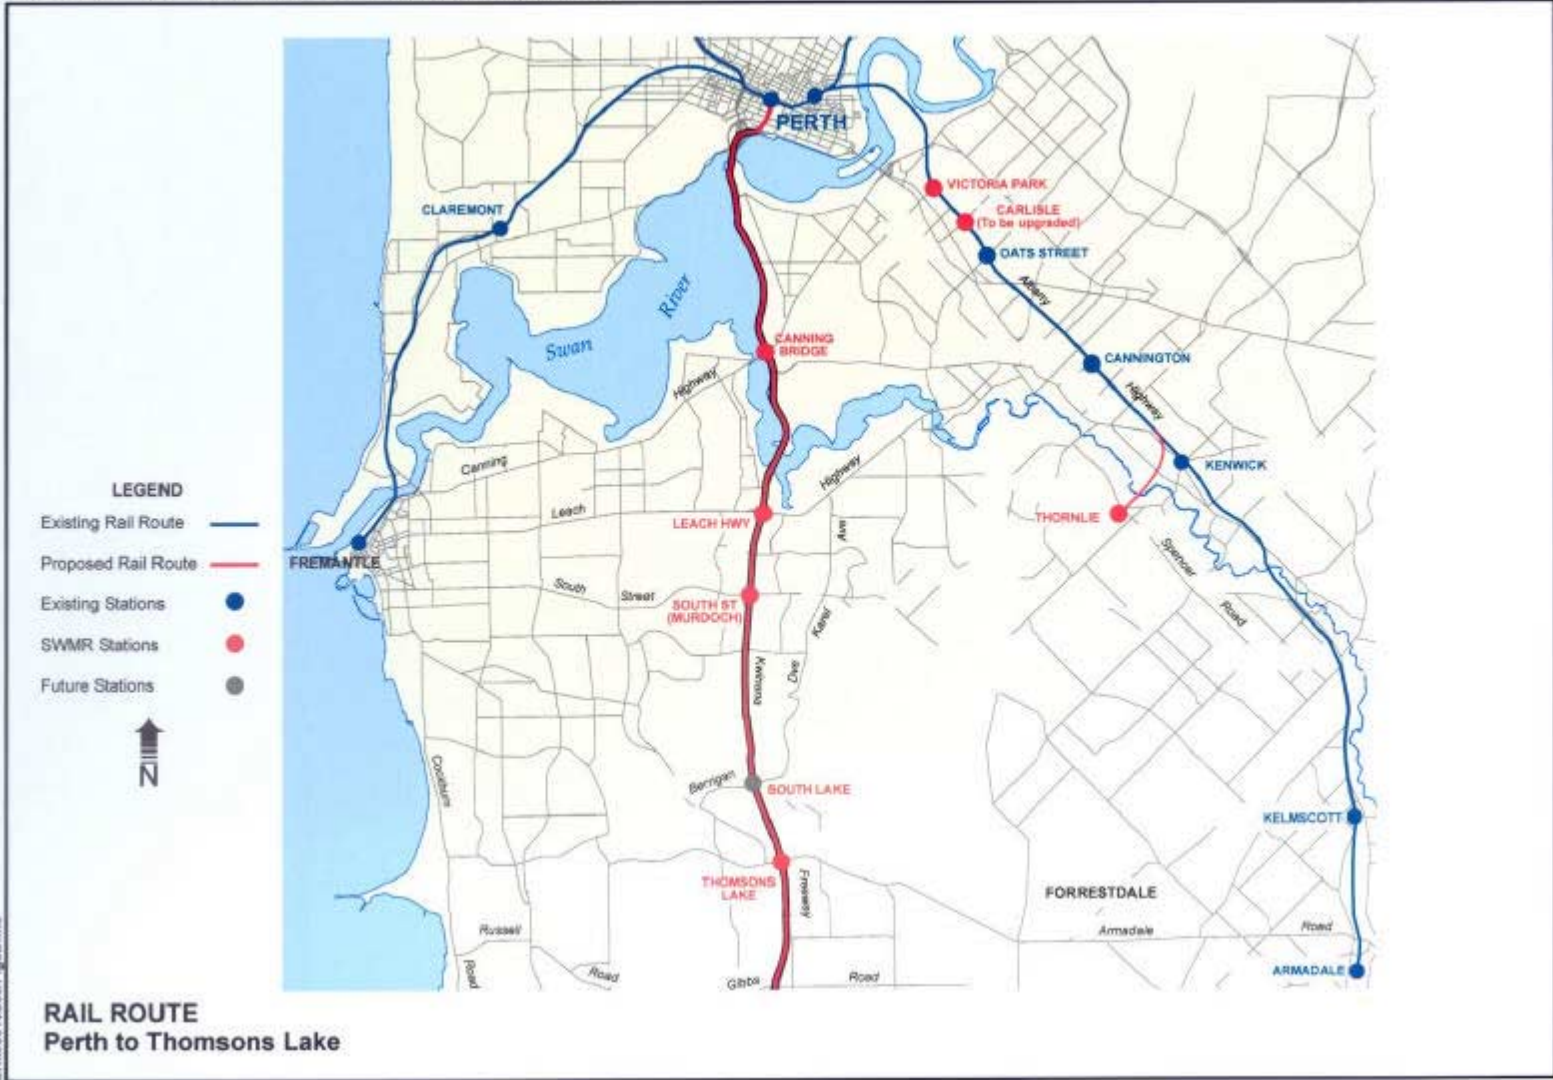 PERTH
VICTORIA PARK
CLAREMONT
CARLISLE
(To be upgraded)
OATS STREET
Albany
River
Swan
CANNING
BRIDGE
CANNINGTON
Highway
Highway
Canning
Highway
KENWICK
LEGEND
Existing Rail Route
Proposed Rail Route
Existing Stations
SWMR Stations
Future Stations
N
Leach
LEACH HWY
THORNLIE
Way
FREMANTLE
Spencer
Road
South
Street
SOUTH ST
(MURDOCH)
Karel
Kwinana
Dve
Cockburn
Berrigan
SOUTH LAKE
KELMSCOTT
THOMSONS
LAKE
Freeway
FORRESTDALE
Russell
Armadale
Road
Road
Road
Gibbs
Road
ARMADALE
RAIL ROUTE
Perth to Thomsons Lake